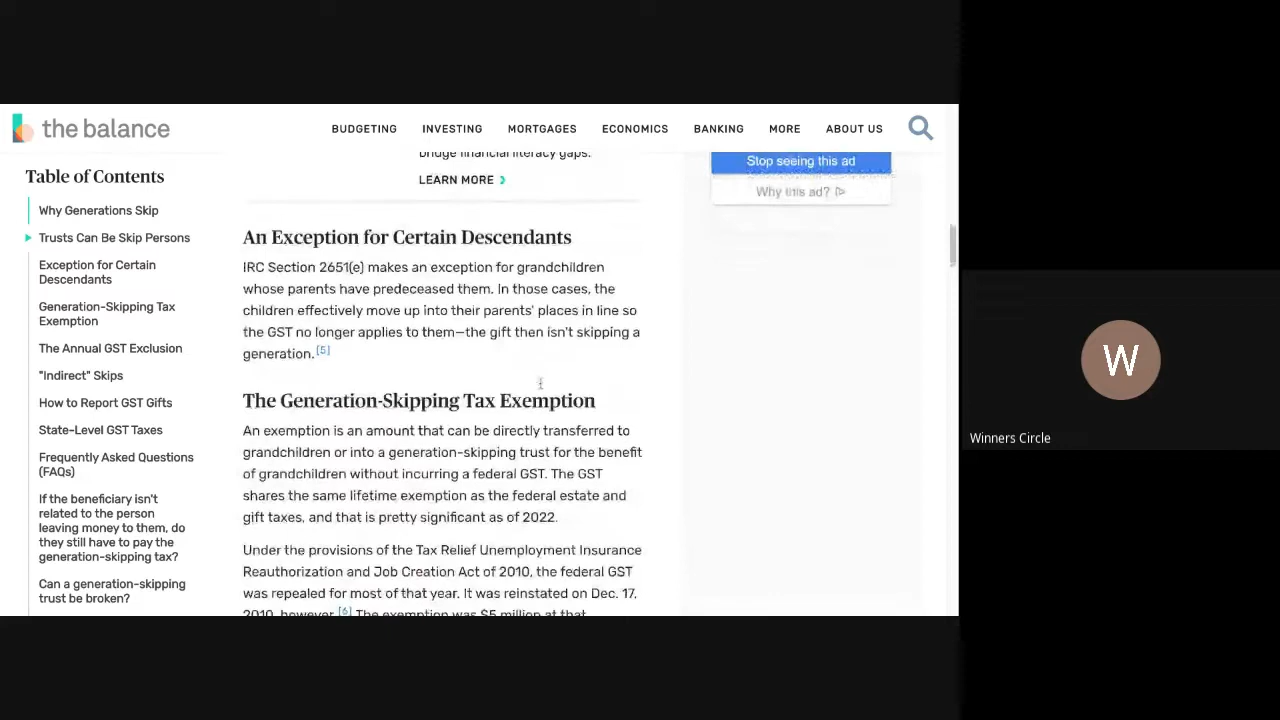 the balance
BUDGETING INVESTING MORTGAGES ECONOMICS BANKING MORE ABOUT US
Table of Contents
Why Generations Skip
Trusts Can Be Skip Persons
Exception for Certain
Descendants
Generation-Skipping Tax
Exemption
The Annual GST Exclusion
"Indirect" Skips
How to Report GST Gifts
State-Level GST Taxes
Frequently Asked Questions
(FAQs)
If the beneficiary isn't
related to the person
leaving money to them, do
they still have to pay the
generation-skipping tax?
Can a generation-skipping
trust be broken?
bridge financial literacy gaps.
LEARN MORE
An Exception for Certain Descendants
IRC Section 2651(e) makes an exception for grandchildren
whose parents have predeceased them. In those cases, the
children effectively move up into their parents' places in line so
the GST no longer applies to them—the gift then isn't skipping a
generation. [5]
The Generation-Skipping Tax Exemption
An exemption is an amount that can be directly transferred to
grandchildren or into a generation-skipping trust for the benefit
of grandchildren without incurring a federal GST. The GST
shares the same lifetime exemption as the federal estate and
gift taxes, and that is pretty significant as of 2022.
Under the provisions of the Tax Relief Unemployment Insurance
Reauthorization and Job Creation Act of 2010, the federal GST
was repealed for most of that year. It was reinstated on Dec. 17,
2010, however. [6] The exemption was $5 million at that
Stop seeing this ad
Why this ad?
W
Winners Circle